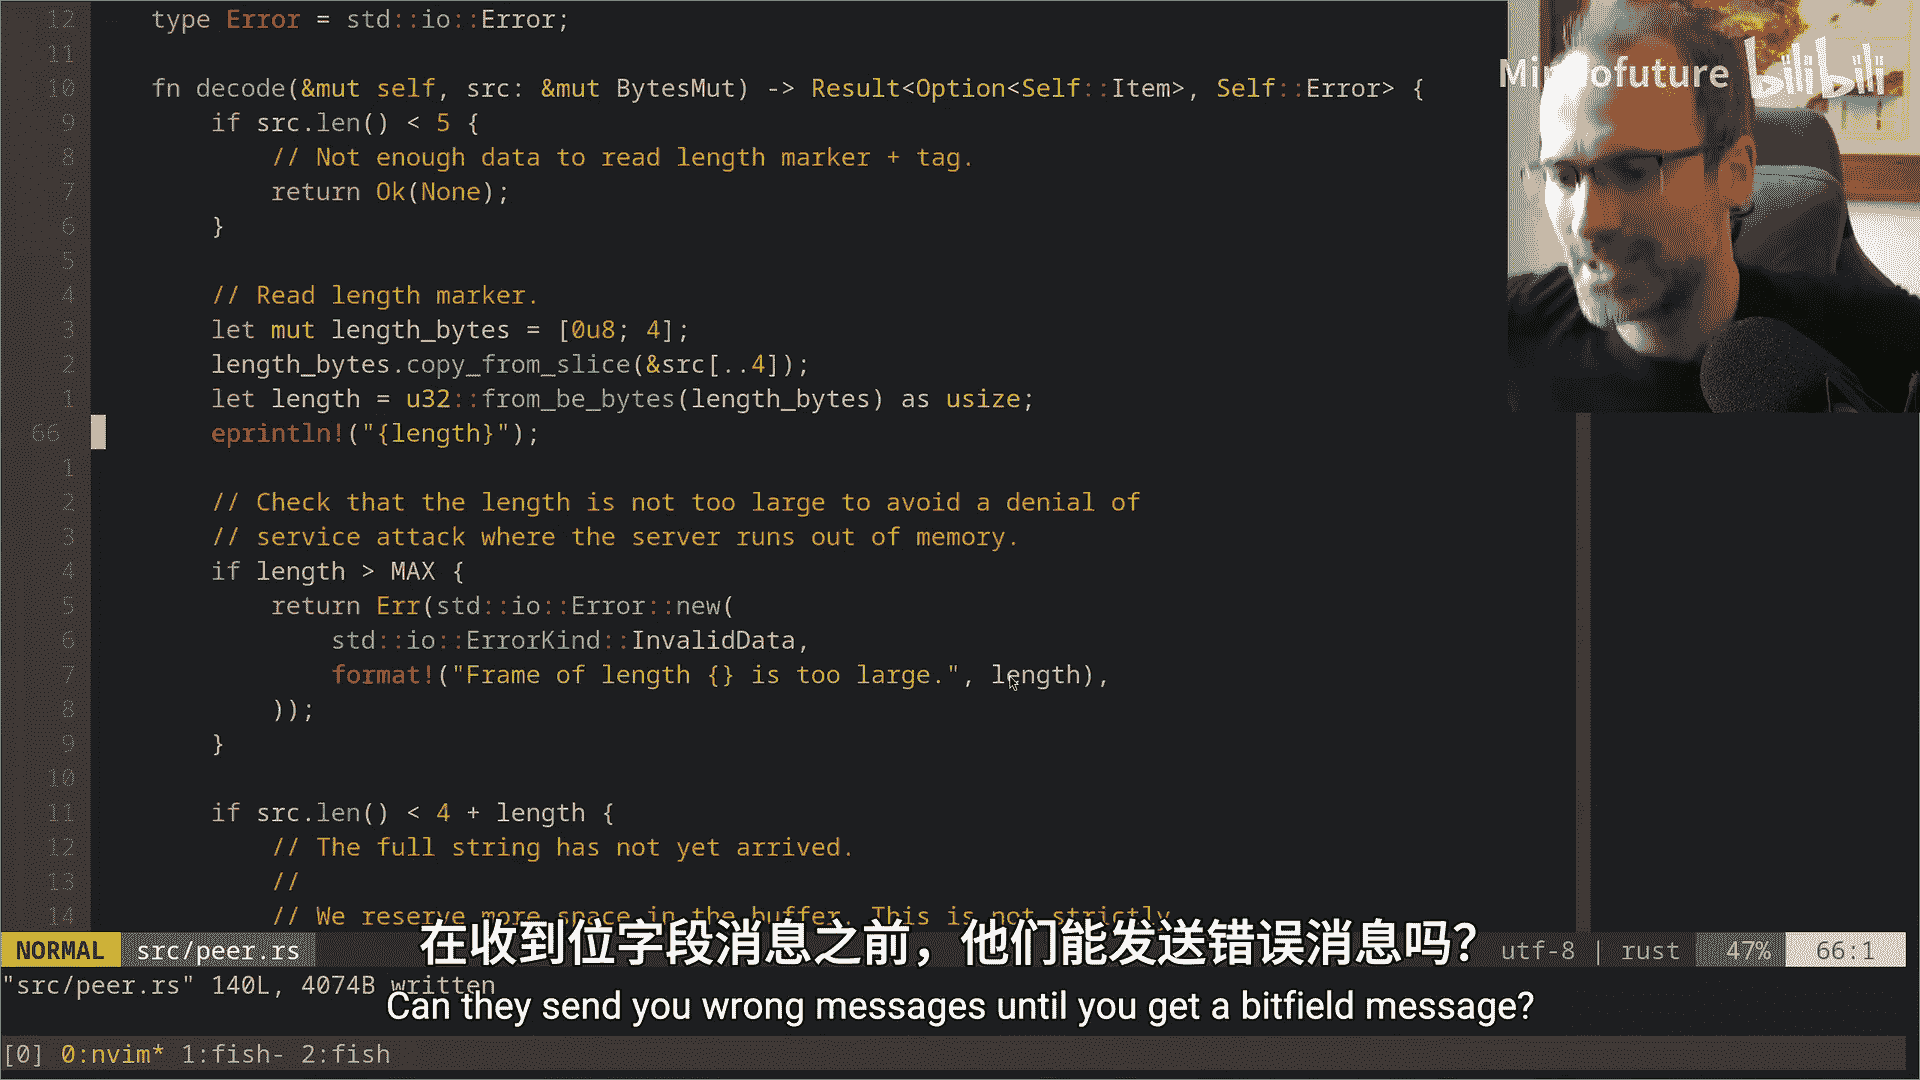 12 type Error = std::io::Error;
11
10 fn decode(&mut self, src: &mut BytesMut) -> Result<Option<Self::Item>, Self::Error> {
9 if src.len() < 5 {
8 // Not enough data to read length marker + tag.
7 return Ok(None);
6 }
5
4 // Read length marker.
3 let mut length_bytes = [0u8; 4];
2 length_bytes.copy_from_slice(&src[..4]);
1 let length = u32::from_be_bytes(length_bytes) as usize;
66 eprintln!("{length}");
1
2 // Check that the length is not too large to avoid a denial of
3 // service attack where the server runs out of memory.
4 if length > MAX {
5 return Err(std::io::Error::new(
6 std::io::ErrorKind::InvalidData,
7 format!("Frame of length {} is too large.", length),
8 ));
9 }
10
11 if src.len() < 4 + length {
12 // The full string has not yet arrived.
13 //
14 // We reserve more space in the buffer. This is not strictly
NORMAL src/peer.rs utf-8 | rust 47% 66:1
"src/peer.rs" 140L, 4074B written
[0] 0:nvim* 1:fish- 2:fish
在收到位字段消息之前，他们能发送错误消息吗？
Can they send you wrong messages until you get a bitfield message?
bilibili